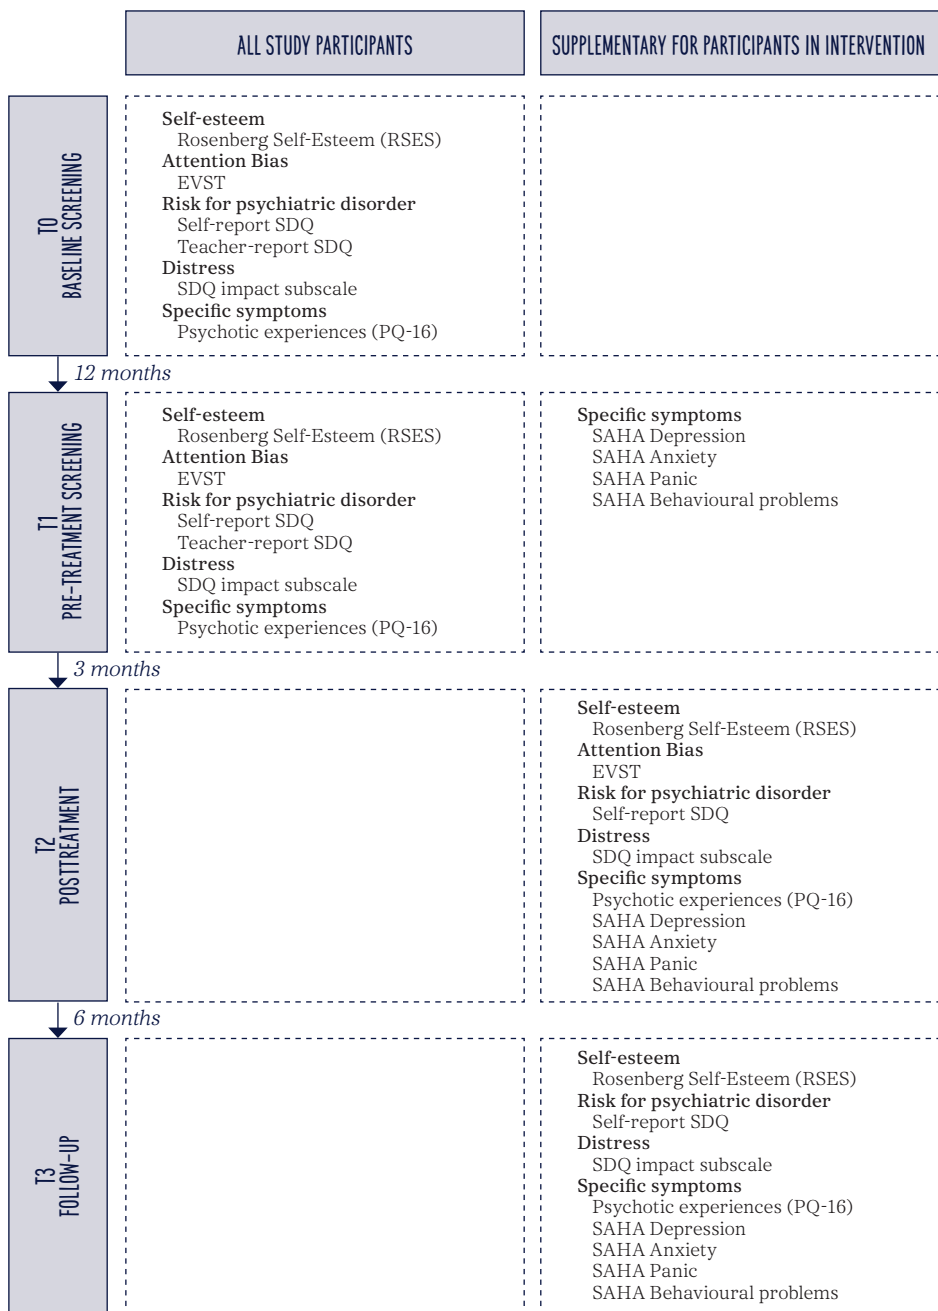 ALL STUDY PARTICIPANTS
SUPPLEMENTARY FOR PARTICIPANTS IN INTERVENTION
T0
BASELINE SCREENING
Self-esteem
Rosenberg Self-Esteem (RSES)
Attention Bias
EVST
Risk for psychiatric disorder
Self-report SDQ
Teacher-report SDQ
Distress
SDQ impact subscale
Specific symptoms
Psychotic experiences (PQ-16)
12 months
T1
PRE-TREATMENT SCREENING
Self-esteem
Rosenberg Self-Esteem (RSES)
Attention Bias
EVST
Risk for psychiatric disorder
Self-report SDQ
Teacher-report SDQ
Distress
SDQ impact subscale
Specific symptoms
Psychotic experiences (PQ-16)
Specific symptoms
SAHA Depression
SAHA Anxiety
SAHA Panic
SAHA Behavioural problems
3 months
T2
POSTTREATMENT
Self-esteem
Rosenberg Self-Esteem (RSES)
Attention Bias
EVST
Risk for psychiatric disorder
Self-report SDQ
Distress
SDQ impact subscale
Specific symptoms
Psychotic experiences (PQ-16)
SAHA Depression
SAHA Anxiety
SAHA Panic
SAHA Behavioural problems
6 months
T3
FOLLOW-UP
Self-esteem
Rosenberg Self-Esteem (RSES)
Risk for psychiatric disorder
Self-report SDQ
Distress
SDQ impact subscale
Specific symptoms
Psychotic experiences (PQ-16)
SAHA Depression
SAHA Anxiety
SAHA Panic
SAHA Behavioural problems